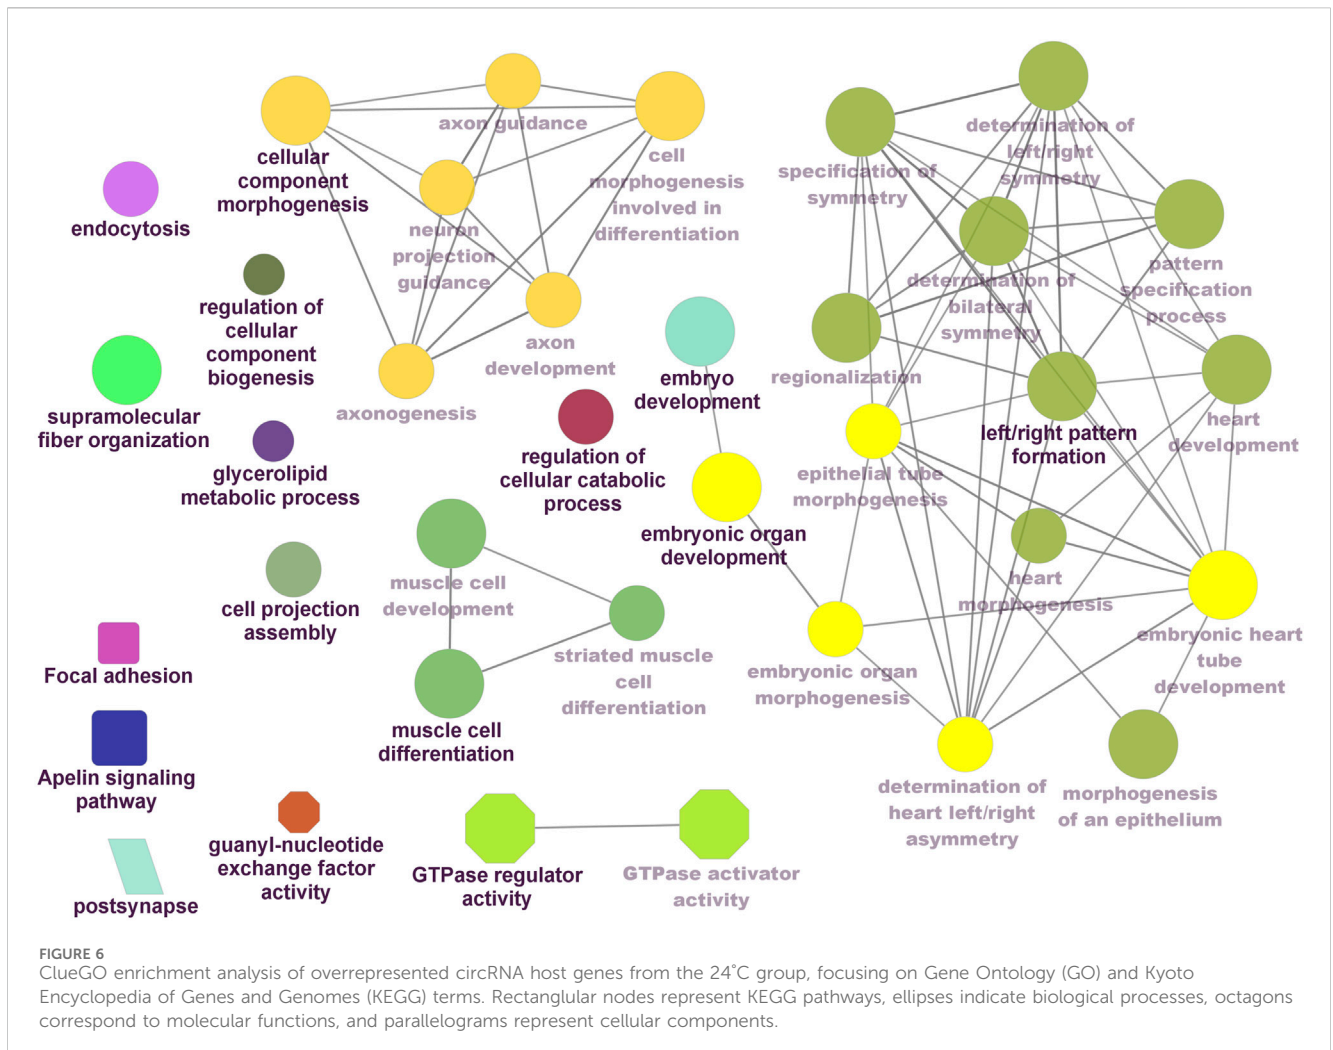 axon guidance
cellular
component
morphogenesis
cell
morphogenesis
involved in
differentiation
neuron
projection
guidance
axon
development
axonogenesis
endocytosis
regulation of
cellular
component
biogenesis
supramolecular
fiber organization
glycerolipid
metabolic process
cell projection
assembly
embryo
development
regulation of
cellular catabolic
process
embryonic organ
development
muscle cell
development
striated muscle
cell
differentiation
muscle cell
differentiation
Focal adhesion
Apelin signaling
pathway
postsynapse
guanyl-nucleotide
exchange factor
activity
GTPase regulator
activity
GTPase activator
activity
determination of
left/right
symmetry
specification of
symmetry
determination of
bilateral
symmetry
pattern
specification
process
regionalization
heart
development
left/right pattern
formation
epithelial tube
morphogenesis
heart
morphogenesis
embryonic organ
morphogenesis
embryonic heart
tube
development
determination of
heart left/right
asymmetry
morphogenesis
of an epithelium
FIGURE 6
ClueGO enrichment analysis of overrepresented circRNA host genes from the 24°C group, focusing on Gene Ontology (GO) and Kyoto
Encyclopedia of Genes and Genomes (KEGG) terms. Rectanglular nodes represent KEGG pathways, ellipses indicate biological processes, octagons
correspond to molecular functions, and parallelograms represent cellular components.